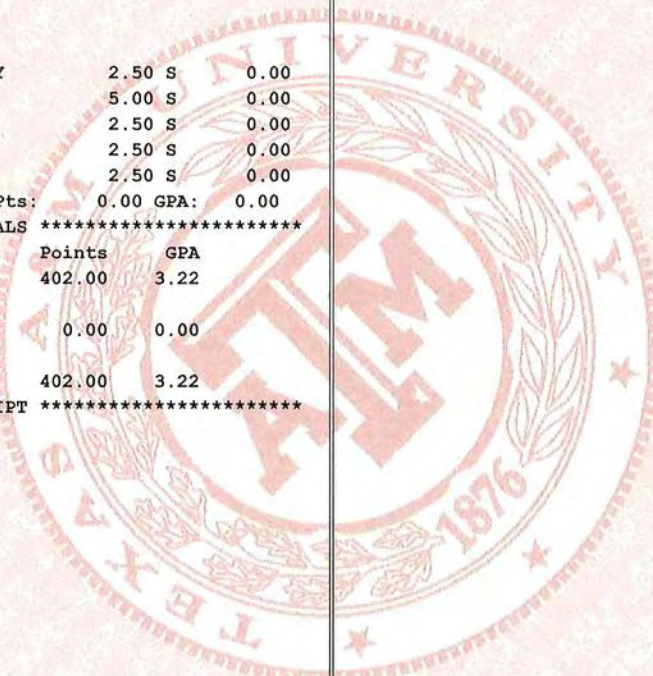 Y 2.50 S 0.00
5.00 S 0.00
2.50 S 0.00
2.50 S 0.00
2.50 S 0.00
Pts: 0.00 GPA: 0.00
ALS ***********************
Points GPA
402.00 3.22
0.00 0.00
402.00 3.22
IPT ***********************
TEXAS A&M UNIVERSITY
ATM
1876